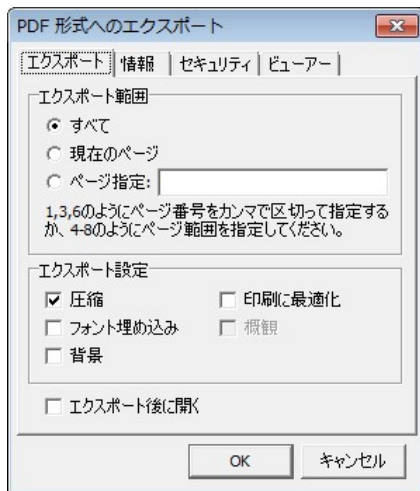 PDF 形式へのエクスポート
エクスポート 情報 セキュリティ ビューアー
エクスポート範囲
すべて
現在のページ
ページ指定:
1,3,6のようにページ番号をカンマで区切って指定する
か、4-8のようにページ範囲を指定してください。
エクスポート設定
圧縮 印刷に最適化
フォント埋め込み 概観
背景
エクスポート後に開く
OK キャンセル